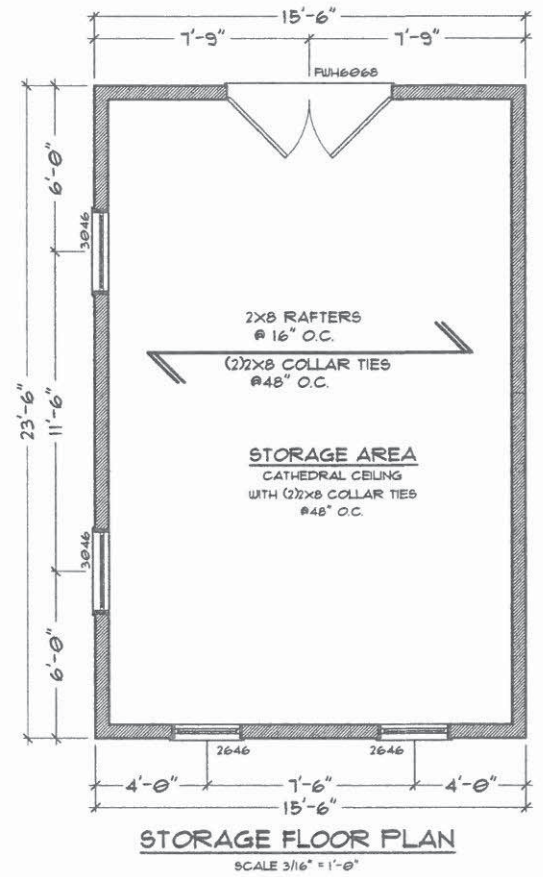 15'-6"
7'-9" 7'-9"
FWH6068
6'-0"
3046
23'-6"
11'-6"
2X8 RAFTERS
@ 16" O.C.
(2)2X8 COLLAR TIES
@48" O.C.
STORAGE AREA
CATHEDRAL CEILING
WITH (2)2X8 COLLAR TIES
@48" O.C.
3046
6'-0"
2646 2646
4'-0" 7'-6" 4'-0"
15'-6"
STORAGE FLOOR PLAN
SCALE 3/16" = 1'-0"